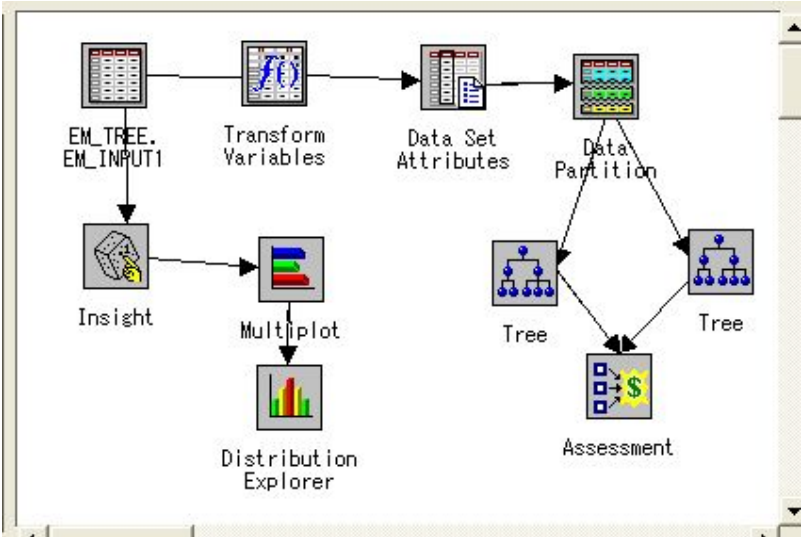 EM_TREE.
EM_INPUT1
Transform
Variables
Data Set
Attributes
Data
Partition
Insight
Multiplot
Tree
Tree
Distribution
Explorer
Assessment